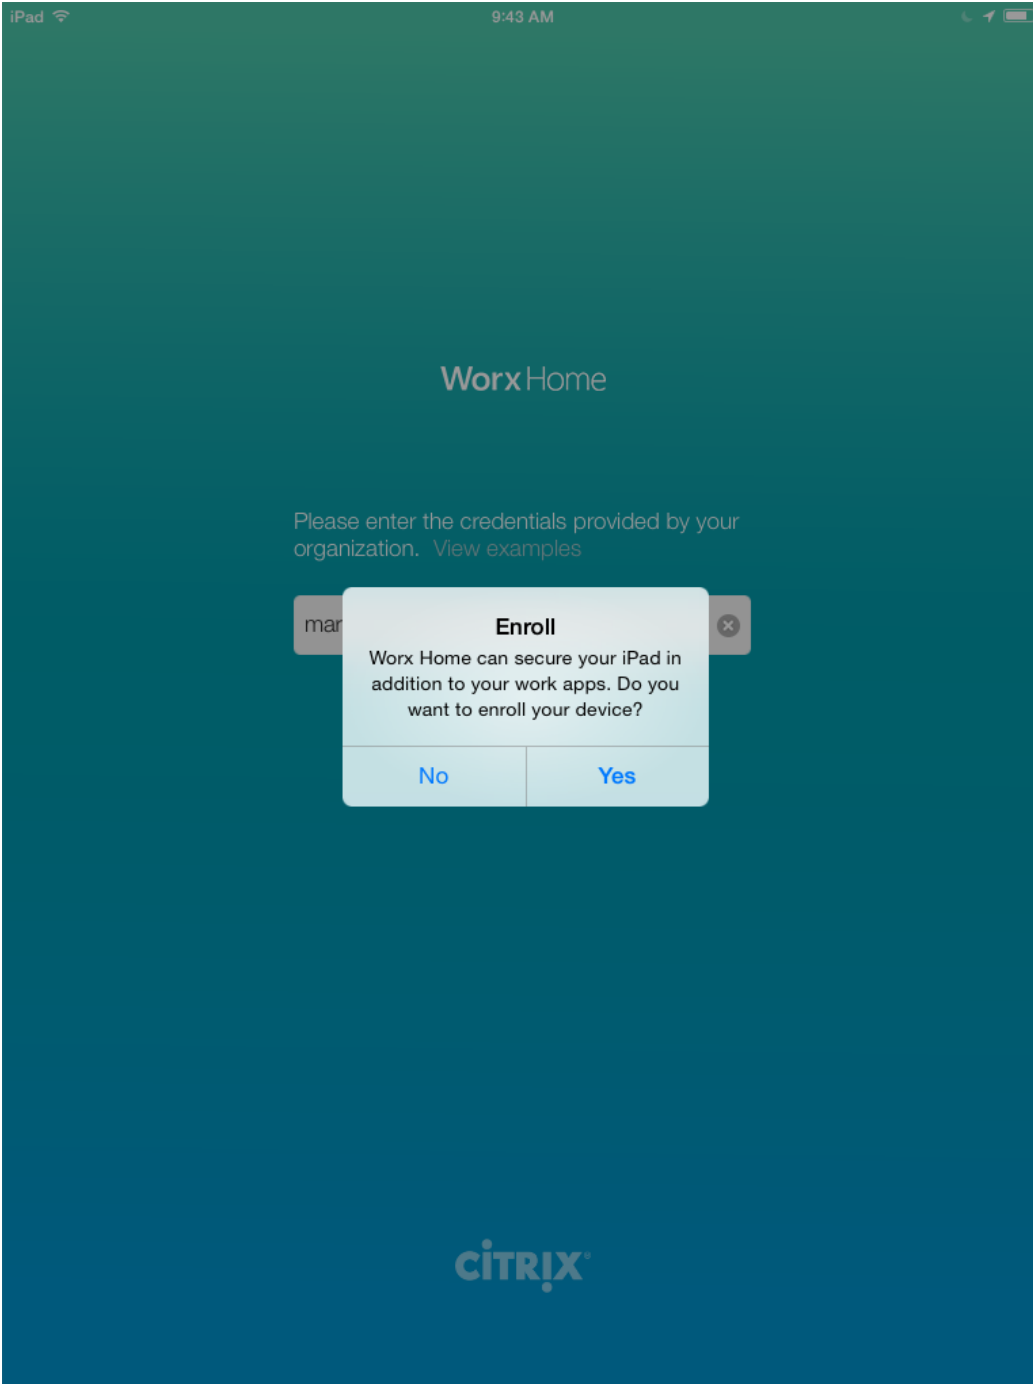 iPad 9:43 AM
Worx Home
Please enter the credentials provided by your
organization. View examples
mar
Enroll
Worx Home can secure your iPad in
addition to your work apps. Do you
want to enroll your device?
No Yes
CİTRIX®